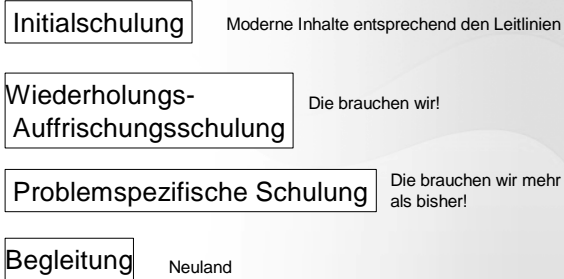 Initialschulung Moderne Inhalte entsprechend den Leitlinien
Wiederholungs-
Auffrischungsschulung
Die brauchen wir!
Problemspezifische Schulung
Die brauchen wir mehr
als bisher!
Begleitung Neuland